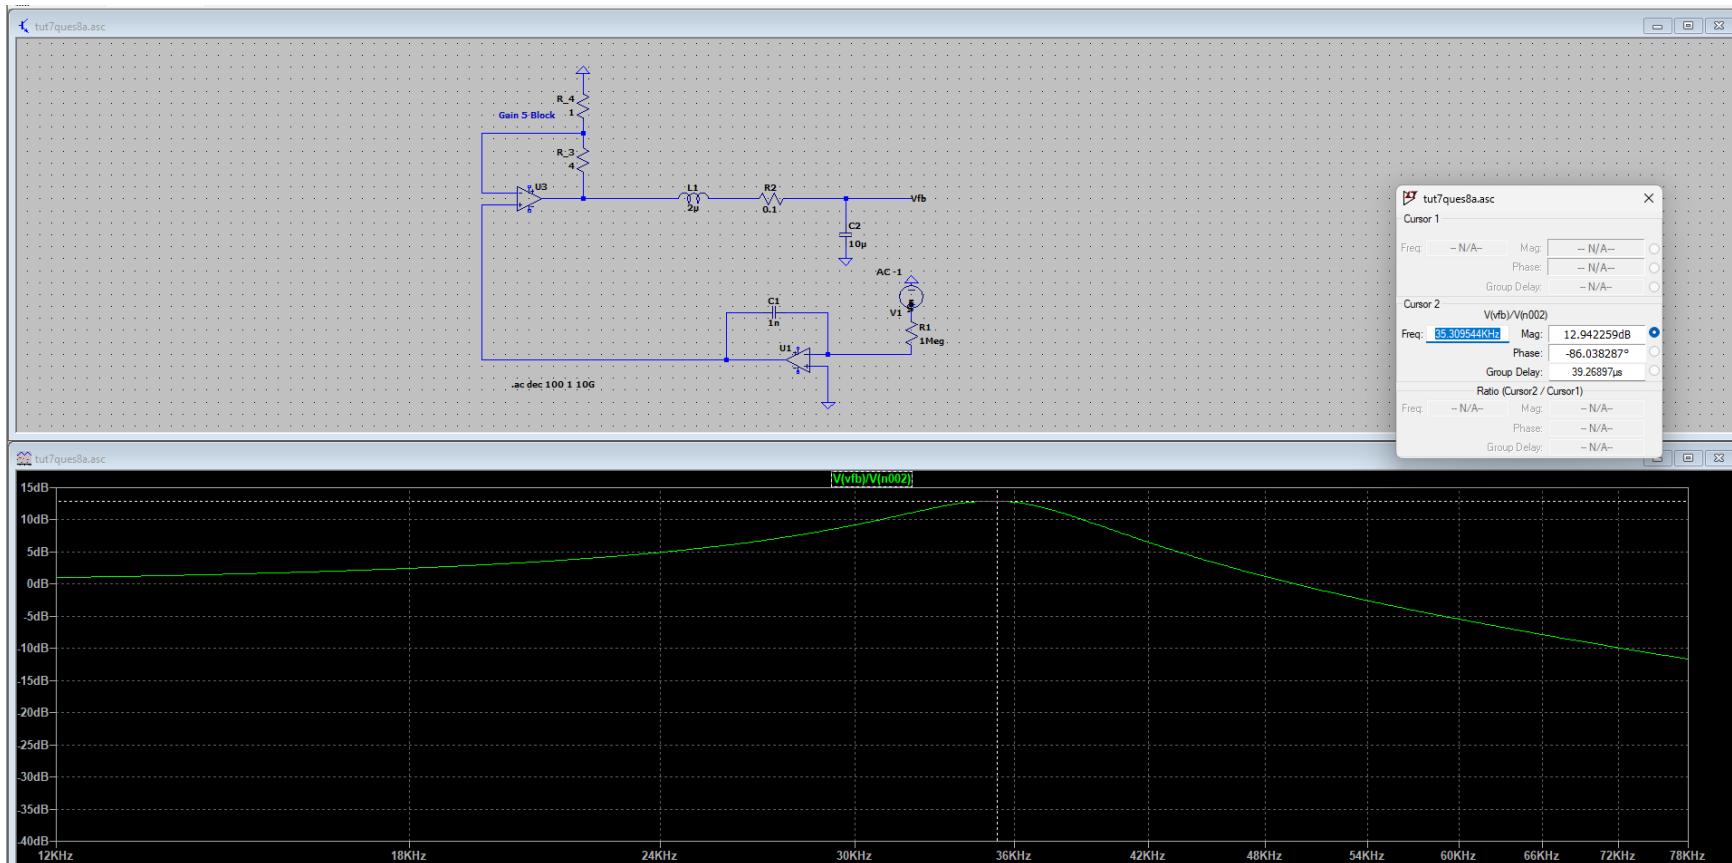 tut7ques8a.asc
R_4
1
Gain 5 Block
R_3
4
U3
L1
2µ
R2
0.1
Vfb
C2
10µ
AC -1
V1
C1
1n
R1
1Meg
U1
.ac dec 100 1 10G
tut7ques8a.asc
Cursor 1
Freq: -- N/A-- Mag: -- N/A--
Phase: -- N/A--
Group Delay: -- N/A--
Cursor 2
V(vfb)/V(n002)
Freq: 35.309544KHz Mag: 12.942259dB
Phase: -86.038287°
Group Delay: 39.26897µs
Ratio (Cursor2 / Cursor1)
Freq: -- N/A-- Mag: -- N/A--
Phase: -- N/A--
Group Delay: -- N/A--
tut7ques8a.asc
V(vfb)/V(n002)
15dB
10dB
5dB
0dB
-5dB
-10dB
-15dB
-20dB
-25dB
-30dB
-35dB
-40dB
12KHz 18KHz 24KHz 30KHz 36KHz 42KHz 48KHz 54KHz 60KHz 66KHz 72KHz 78KHz